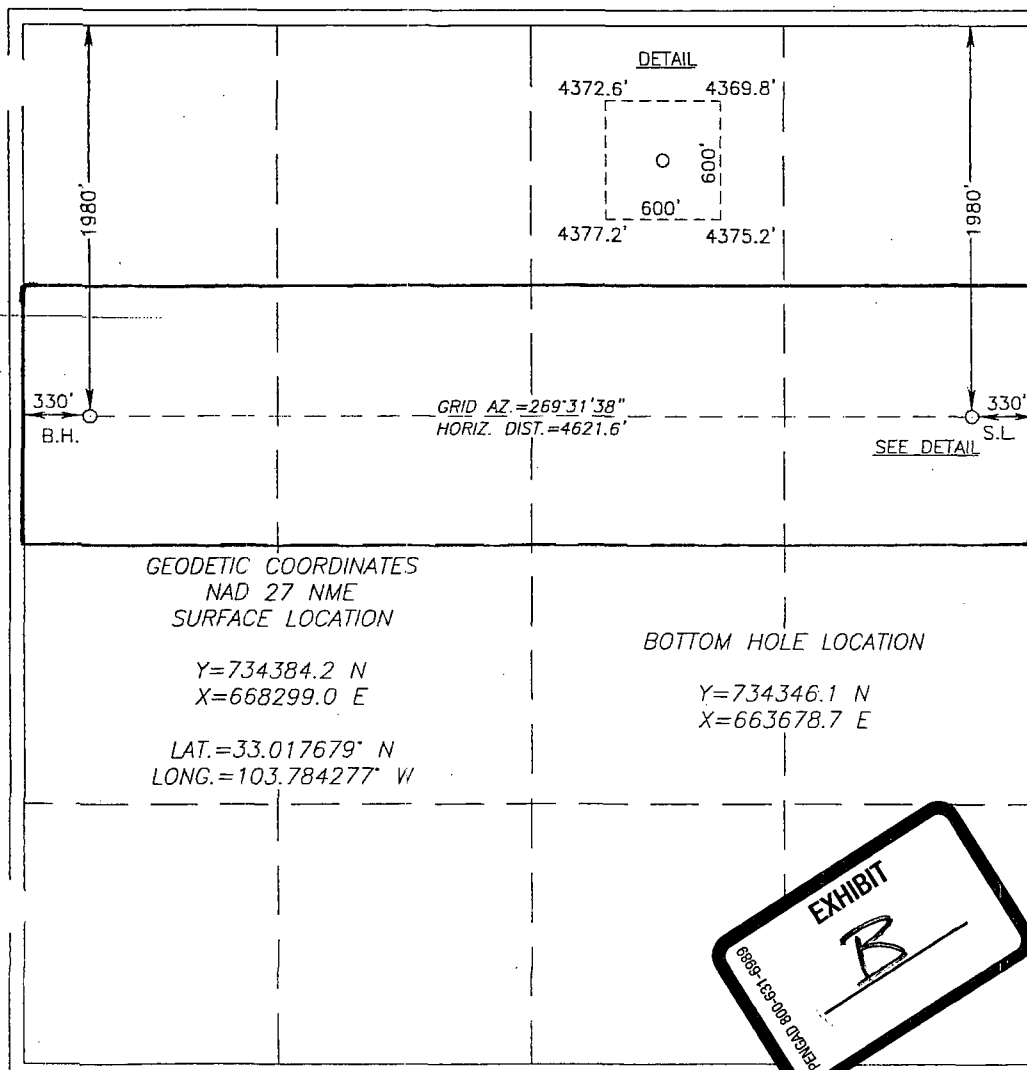 DETAIL
4372.6' 4369.8'
600'
600'
4377.2' 4375.2'
1980'
1980'
330'
B.H.
GRID AZ.=269°31'38"
HORIZ. DIST.=4621.6'
330'
S.L.
SEE DETAIL
GEODETIC COORDINATES
NAD 27 NME
SURFACE LOCATION
Y=734384.2 N
X=668299.0 E
LAT.=33.017679° N
LONG.=103.784277° W
BOTTOM HOLE LOCATION
Y=734346.1 N
X=663678.7 E
EXHIBIT
B
PENGAD 800-631-6989